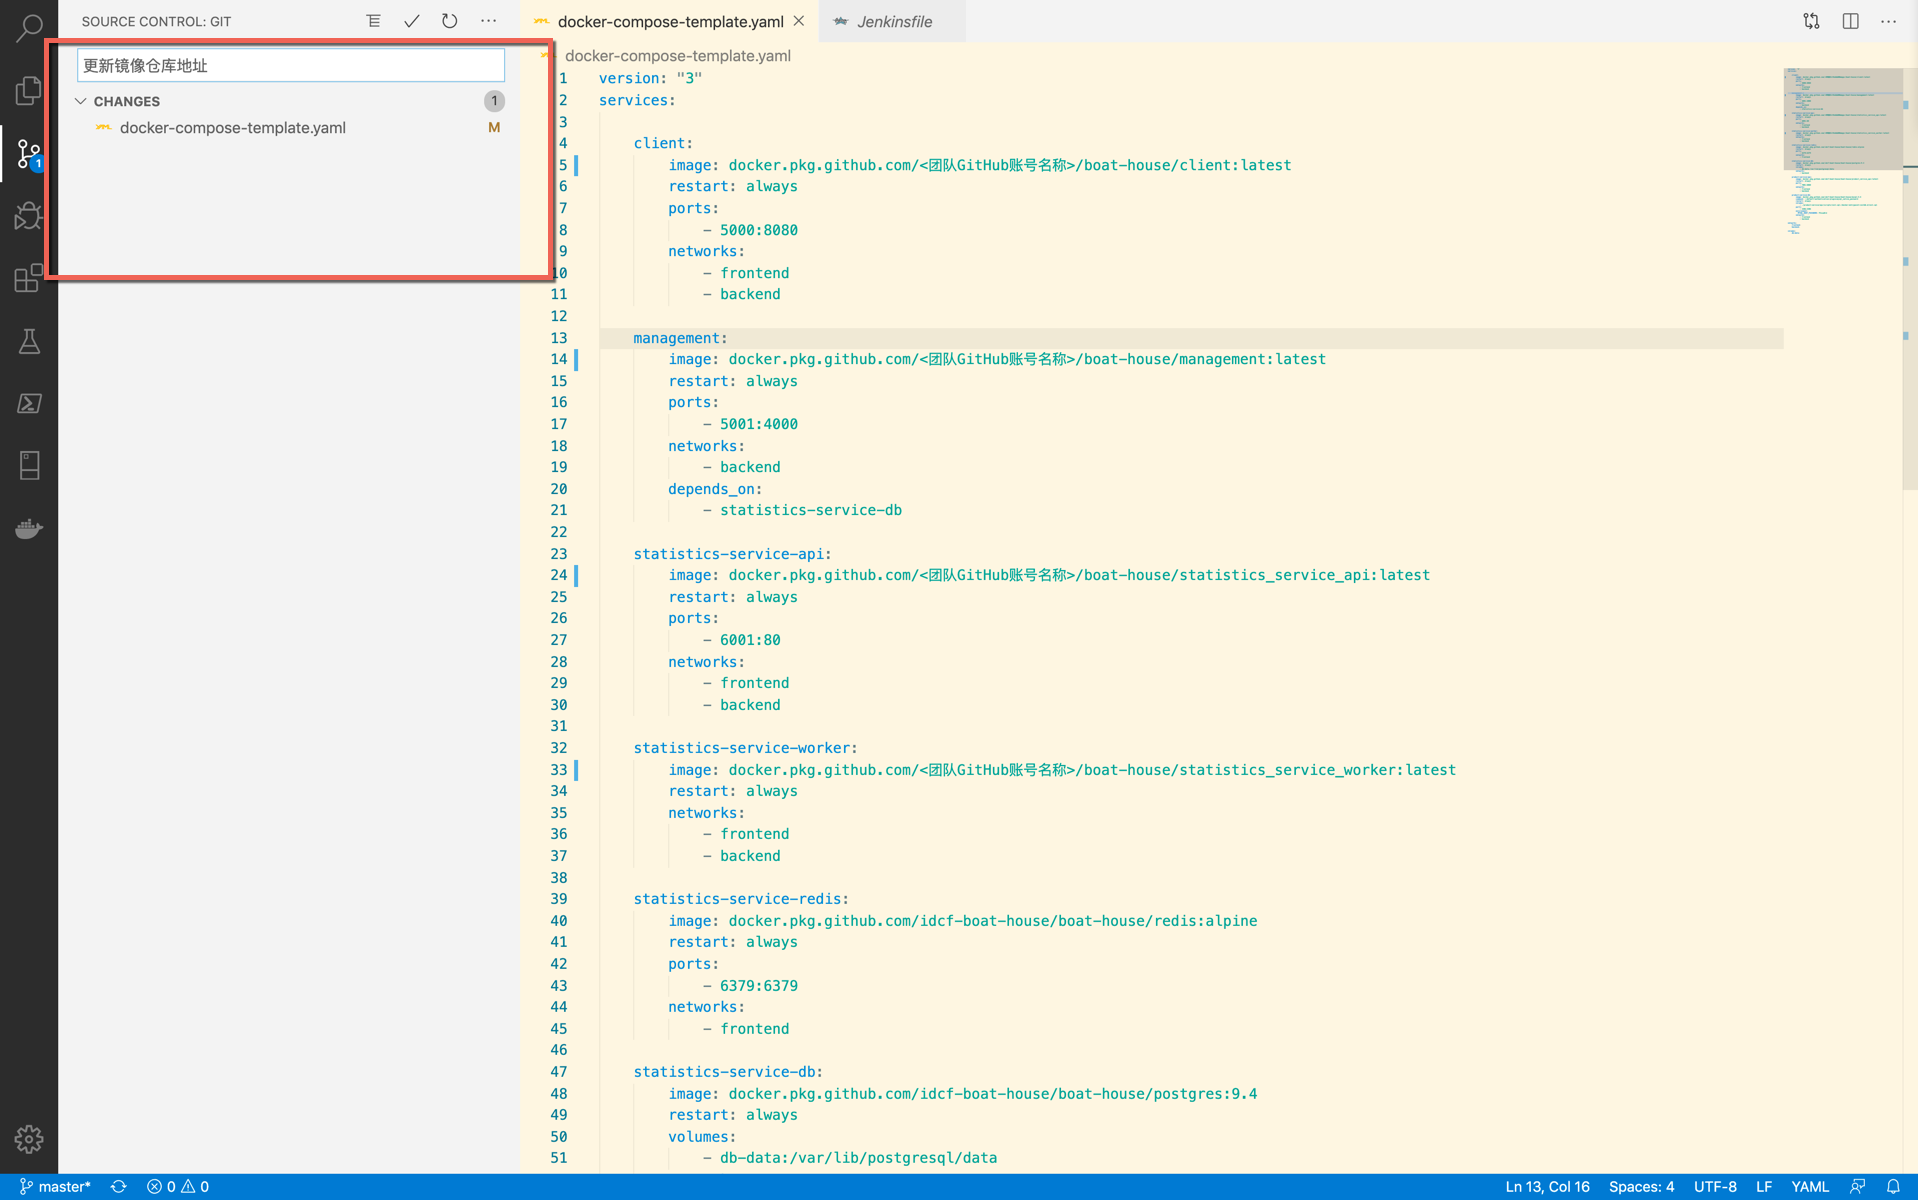 SOURCE CONTROL: GIT
更新镜像仓库地址
CHANGES 1
docker-compose-template.yaml M
1
docker-compose-template.yaml
Jenkinsfile
docker-compose-template.yaml
1 version: "3"
2 services:
3
4 client:
5 image: docker.pkg.github.com/<团队GitHub账号名称>/boat-house/client:latest
6 restart: always
7 ports:
8 - 5000:8080
9 networks:
10 - frontend
11 - backend
12
13 management:
14 image: docker.pkg.github.com/<团队GitHub账号名称>/boat-house/management:latest
15 restart: always
16 ports:
17 - 5001:4000
18 networks:
19 - backend
20 depends_on:
21 - statistics-service-db
22
23 statistics-service-api:
24 image: docker.pkg.github.com/<团队GitHub账号名称>/boat-house/statistics_service_api:latest
25 restart: always
26 ports:
27 - 6001:80
28 networks:
29 - frontend
30 - backend
31
32 statistics-service-worker:
33 image: docker.pkg.github.com/<团队GitHub账号名称>/boat-house/statistics_service_worker:latest
34 restart: always
35 networks:
36 - frontend
37 - backend
38
39 statistics-service-redis:
40 image: docker.pkg.github.com/idcf-boat-house/boat-house/redis:alpine
41 restart: always
42 ports:
43 - 6379:6379
44 networks:
45 - frontend
46
47 statistics-service-db:
48 image: docker.pkg.github.com/idcf-boat-house/boat-house/postgres:9.4
49 restart: always
50 volumes:
51 - db-data:/var/lib/postgresql/data
master* 0 0 Ln 13, Col 16 Spaces: 4 UTF-8 LF YAML